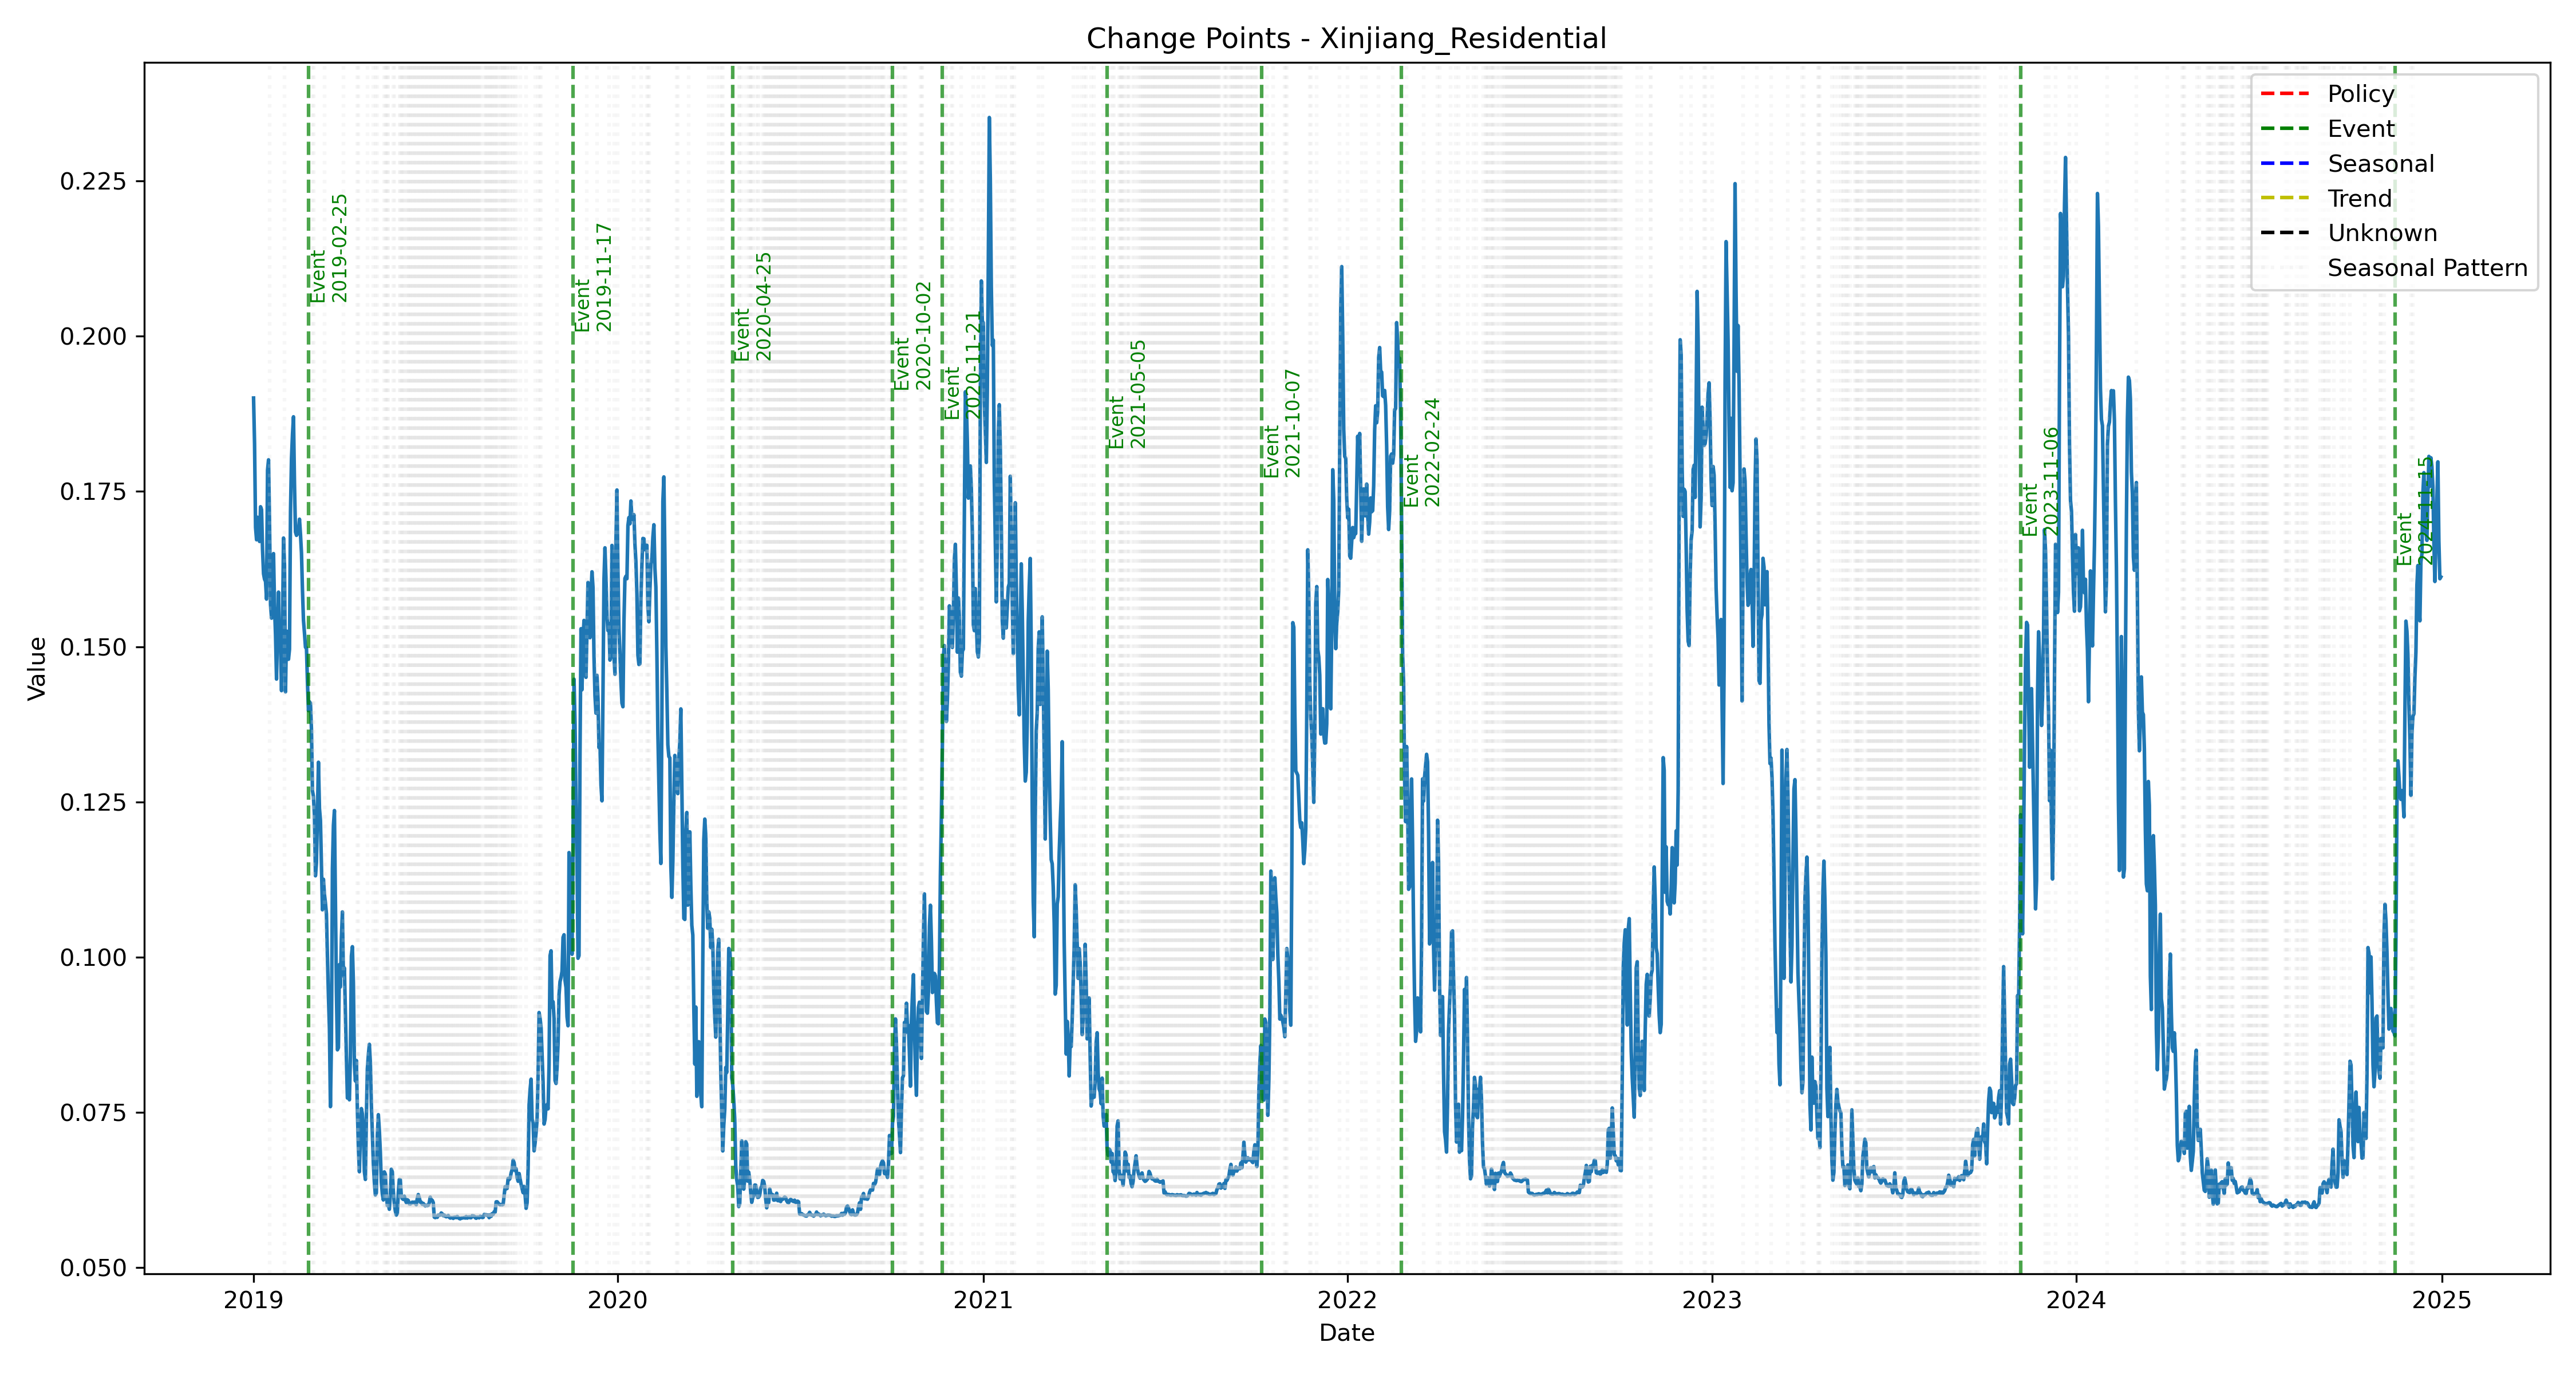 Change Points - Xinjiang_Residential
Value
0.225
0.200
0.175
0.150
0.125
0.100
0.075
0.050
Event
2019-02-25
Event
2019-11-17
Event
2020-04-25
Event
2020-10-02
Event
2020-11-21
Event
2021-05-05
Event
2021-10-07
Event
2022-02-24
Event
2023-11-06
Event
2024-11-15
Policy
Event
Seasonal
Trend
Unknown
Seasonal Pattern
2019
2020
2021
2022
2023
2024
2025
Date